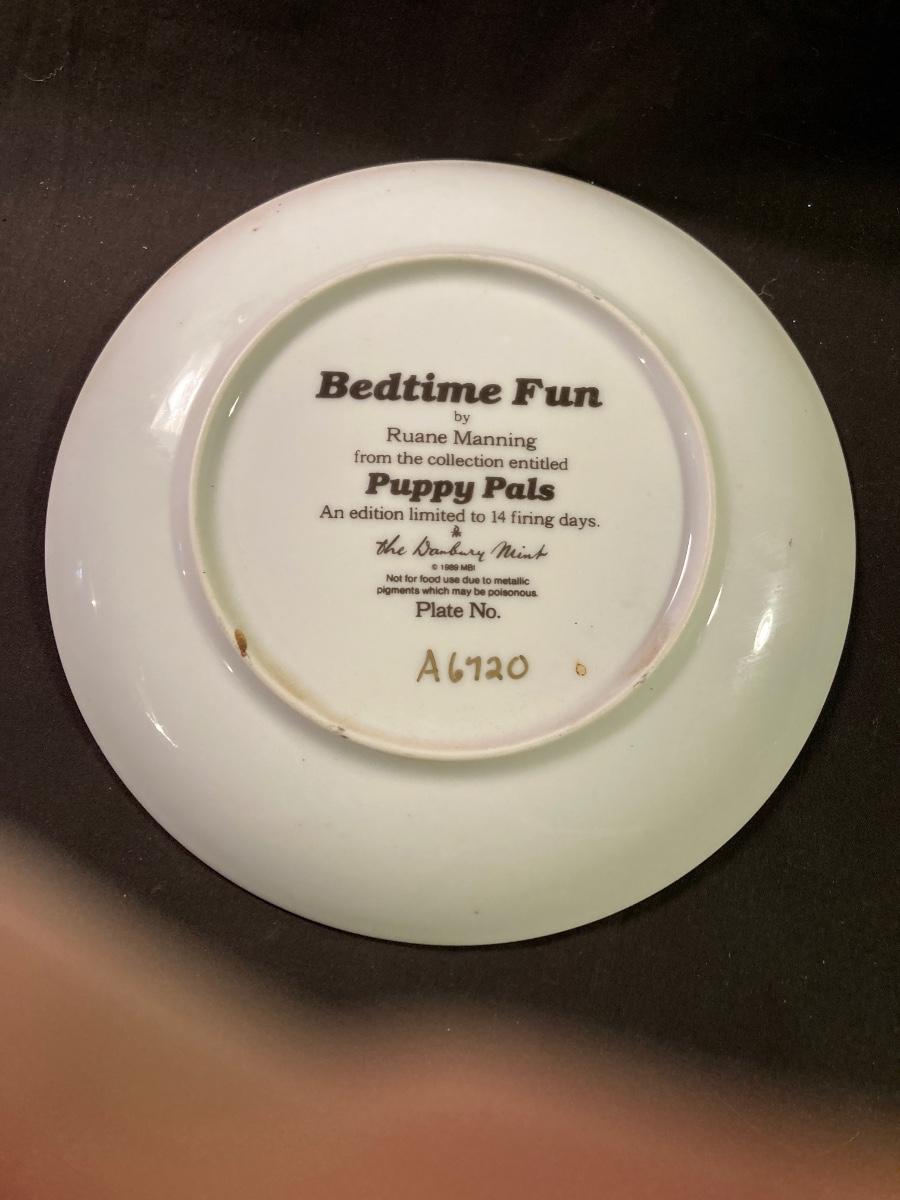 Bedtime Fun
by
Ruane Manning
from the collection entitled
Puppy Pals
An edition limited to 14 firing days.
the Danbury Mint
© 1989 MBI
Not for food use due to metallic
pigments which may be poisonous.
Plate No.
A6720